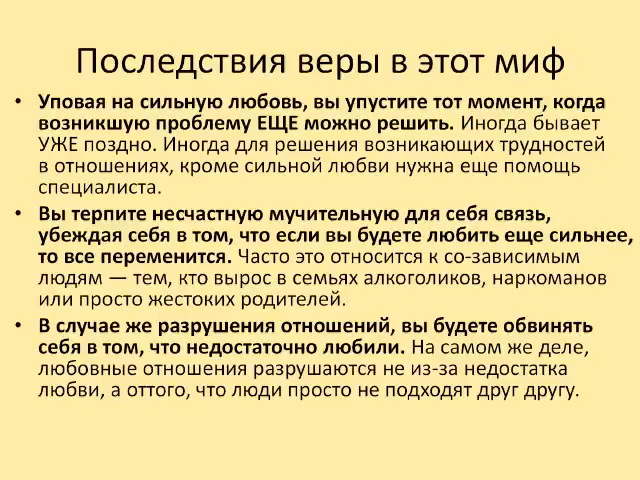 Последствия веры в этот миф
• Уповая на сильную любовь, вы упустите тот момент, когда
возникшую проблему ЕЩЕ можно решить. Иногда бывает
УЖЕ поздно. Иногда для решения возникающих трудностей
в отношениях, кроме сильной любви нужна еще помощь
специалиста.
• Вы терпите несчастную мучительную для себя связь,
убеждая себя в том, что если вы будете любить еще сильнее,
то все переменится. Часто это относится к со-зависимым
людям — тем, кто вырос в семьях алкоголиков, наркоманов
или просто жестоких родителей.
• В случае же разрушения отношений, вы будете обвинять
себя в том, что недостаточно любили. На самом же деле,
любовные отношения разрушаются не из-за недостатка
любви, а оттого, что люди просто не подходят друг другу.